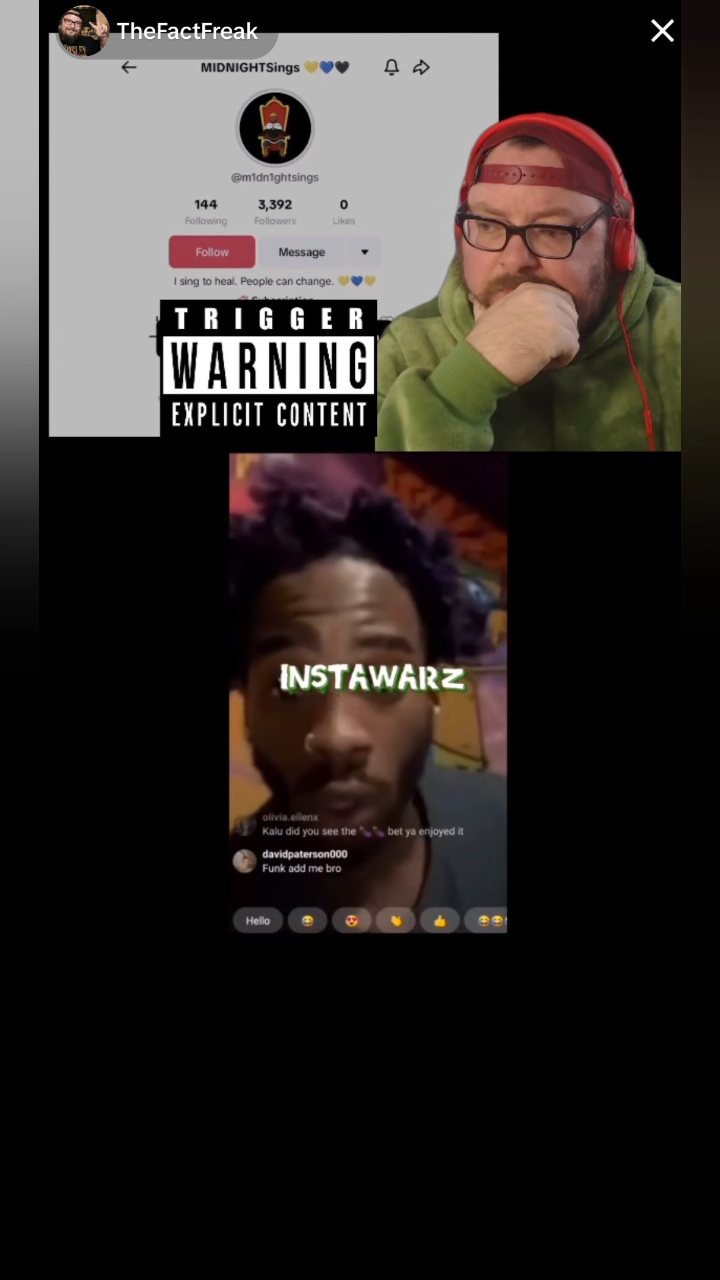 TheFactFreak
MIDNIGHTSings 💛💙🖤
@m1dn1ghtsings
144
3,392
0
Following
Followers
Likes
Follow
Message
I sing to heal. People can change. 💛💙💛
Subscription
TRIGGER
WARNING
EXPLICIT CONTENT
INSTAWARZ
olivia.ellenx
Kalu did you see the 🍆🍆 bet ya enjoyed it
davidpaterson000
Funk add me bro
Hello 😂 😍 👏 👍 😂😂